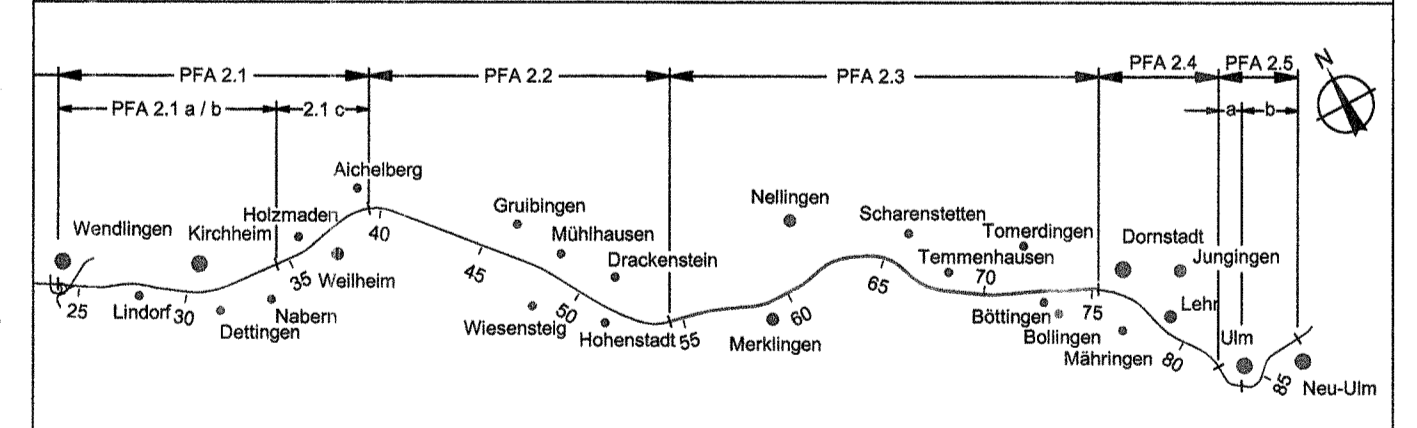 PFA 2.1
PFA 2.2
PFA 2.3
PFA 2.4
PFA 2.5
N
PFA 2.1 a / b
2.1 c
a
b
Aichelberg
Wendlingen
Kirchheim
Holzmaden
Weilheim
Gruibingen
Mühlhausen
Drackenstein
Nellingen
Scharenstetten
Temmenhausen
Tomerdingen
Dornstadt
Jungingen
25
Lindorf
30
Dettingen
Nabern
35
40
45
Wiesensteig
50
Hohenstadt
55
Merklingen
60
65
70
Böttingen
Bollingen
75
Mähringen
Lehr
80
Ulm
85
Neu-Ulm